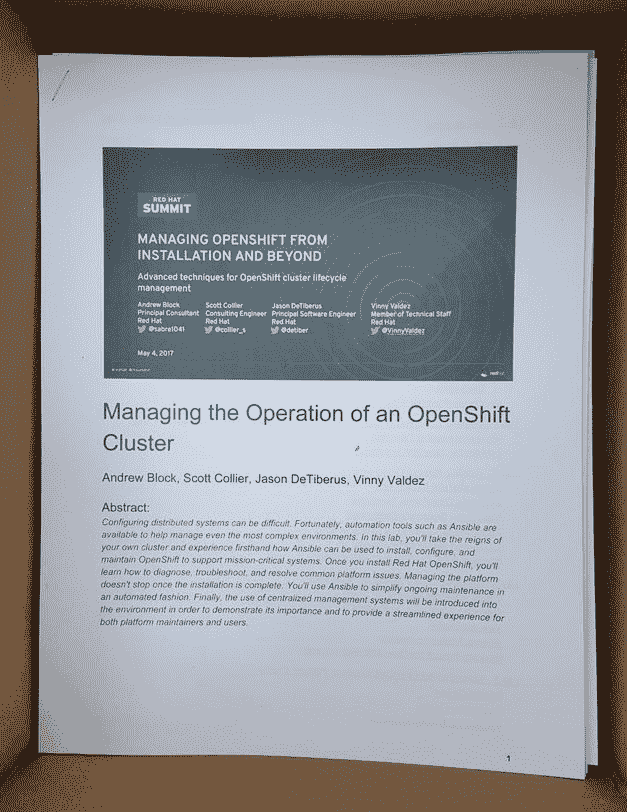 RED HAT
SUMMIT
MANAGING OPENSHIFT FROM
INSTALLATION AND BEYOND
Advanced techniques for OpenShift cluster lifecycle
management
Andrew Block
Principal Consultant
Red Hat
@sabre1041
Scott Collier
Consulting Engineer
Red Hat
@collier_s
Jason DeTiberus
Principal Software Engineer
Red Hat
@detiber
Vinny Valdez
Member of Technical Staff
Red Hat
@VinnyValdez
May 4, 2017
Managing the Operation of an OpenShift
Cluster
Andrew Block, Scott Collier, Jason DeTiberus, Vinny Valdez
Abstract:
Configuring distributed systems can be difficult. Fortunately, automation tools such as Ansible are
available to help manage even the most complex environments. In this lab, you'll take the reigns of
your own cluster and experience firsthand how Ansible can be used to install, configure, and
maintain OpenShift to support mission-critical systems. Once you install Red Hat OpenShift, you'll
learn how to diagnose, troubleshoot, and resolve common platform issues. Managing the platform
doesn't stop once the installation is complete. You'll use Ansible to simplify ongoing maintenance in
an automated fashion. Finally, the use of centralized management systems will be introduced into
the environment in order to demonstrate its importance and to provide a streamlined experience for
both platform maintainers and users.
1